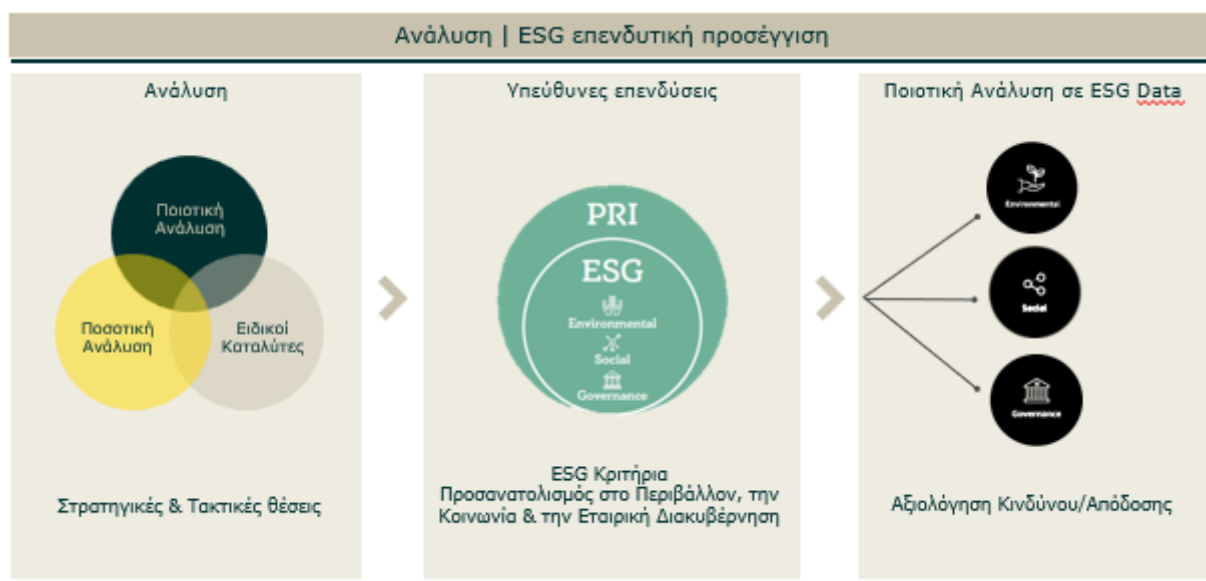 Ανάλυση | ESG επενδυτική προσέγγιση
Ανάλυση
Ποιοτική
Ανάλυση
Ποσοτική
Ανάλυση
Ειδικοί
Καταλύτες
Στρατηγικές & Τακτικές θέσεις
Υπεύθυνες επενδύσεις
PRI
ESG
Environmental
Social
Governance
ESG Κριτήρια
Προσανατολισμός στο Περιβάλλον, την
Κοινωνία & την Εταιρική Διακυβέρνηση
Ποιοτική Ανάλυση σε ESG Data
Environmental
Social
Governance
Αξιολόγηση Κινδύνου/Απόδοσης